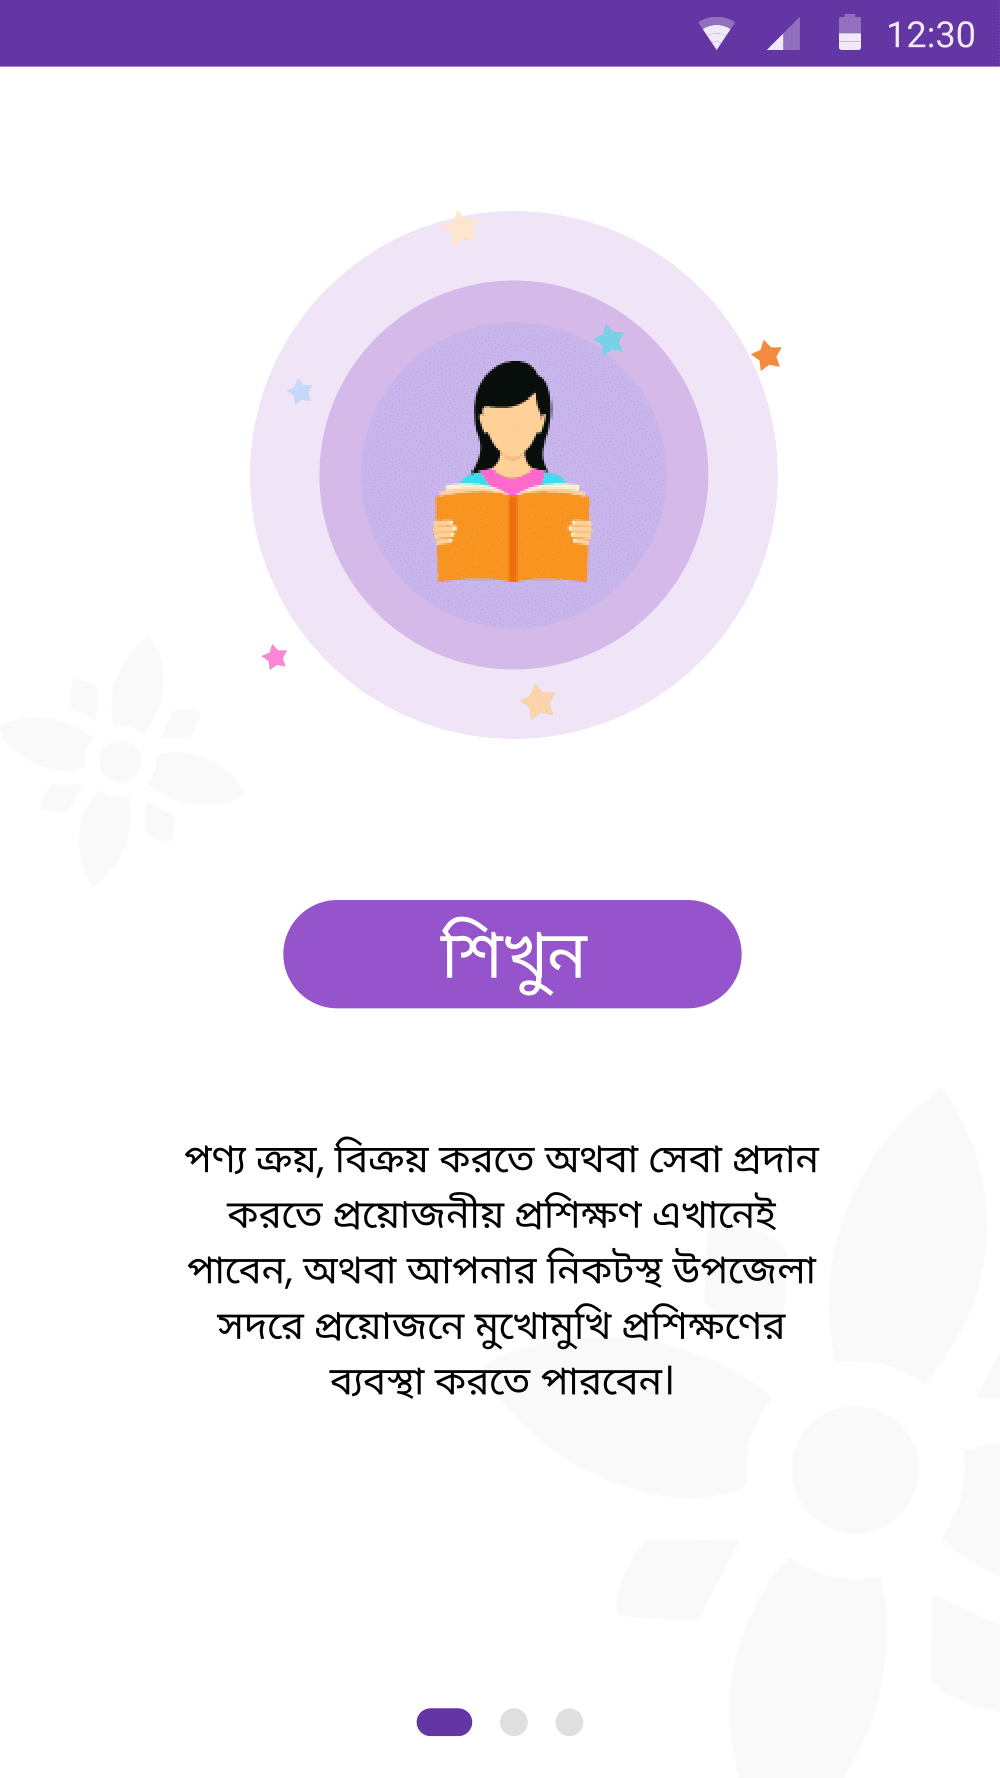 12:30
শিখুন
পণ্য ক্রয়, বিক্রয় করতে অথবা সেবা প্রদান
করতে প্রয়োজনীয় প্রশিক্ষণ এখানেই
পাবেন, অথবা আপনার নিকটস্থ উপজেলা
সদরে প্রয়োজনে মুখোমুখি প্রশিক্ষণের
ব্যবস্থা করতে পারবেন।